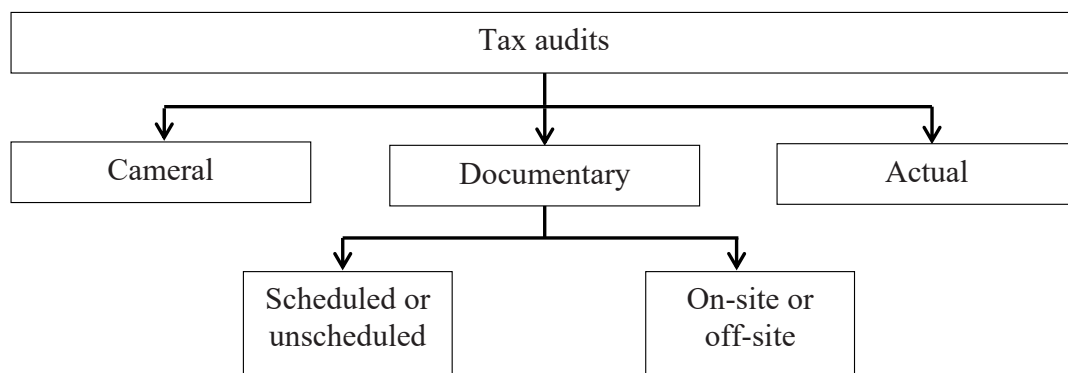 Tax audits
Cameral
Documentary
Actual
Scheduled or
unscheduled
On-site or
off-site